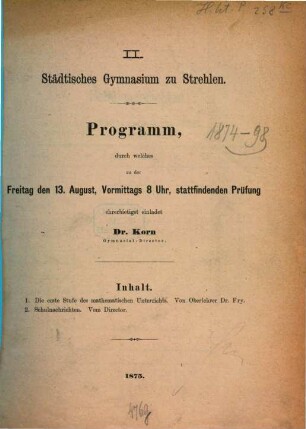 II.
Städtisches Gymnasium zu Strehlen.
1874-98
Programm,
durch welches
zu der
Freitag den 13. August, Vormittags 8 Uhr, stattfindenden Prüfung
ehrerbietigst einladet
Dr. Korn
Gymnasial-Director.
Inhalt.
1. Die erste Stufe des mathematischen Unterrichts. Von Oberlehrer Dr. Fry.
2. Schulnachrichten. Vom Director.
1875.